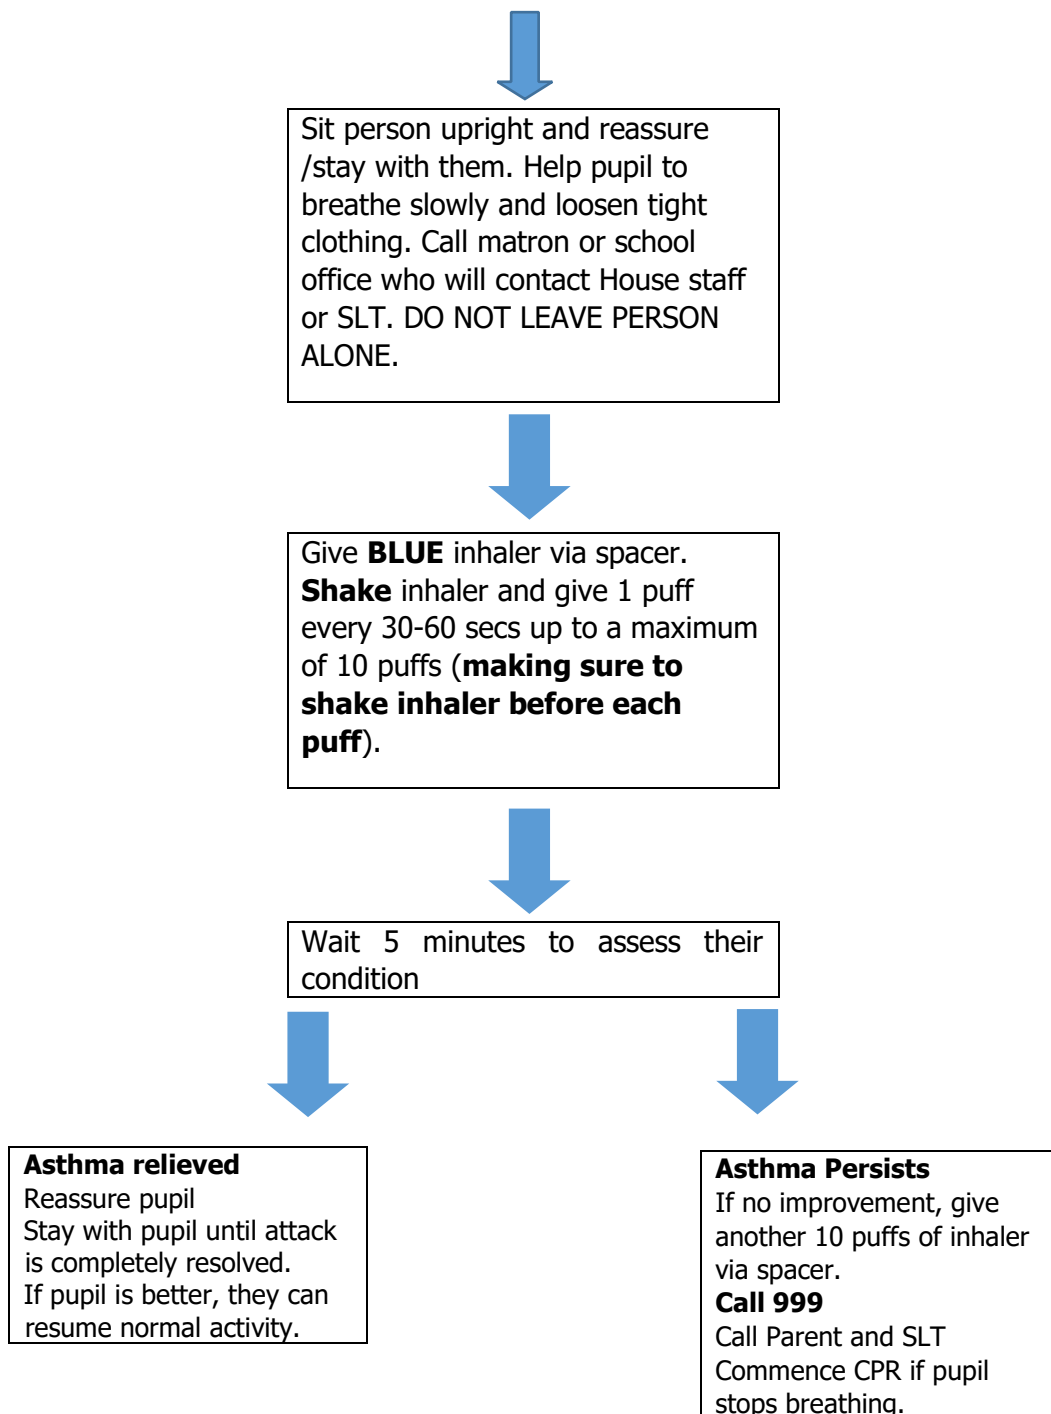 Sit person upright and reassure
/stay with them. Help pupil to
breathe slowly and loosen tight
clothing. Call matron or school
office who will contact House staff
or SLT. DO NOT LEAVE PERSON
ALONE.
Give BLUE inhaler via spacer.
Shake inhaler and give 1 puff
every 30-60 secs up to a maximum
of 10 puffs (making sure to
shake inhaler before each
puff).
Wait 5 minutes to assess their
condition
Asthma relieved
Reassure pupil
Stay with pupil until attack
is completely resolved.
If pupil is better, they can
resume normal activity.
Asthma Persists
If no improvement, give
another 10 puffs of inhaler
via spacer.
Call 999
Call Parent and SLT
Commence CPR if pupil
stops breathing.